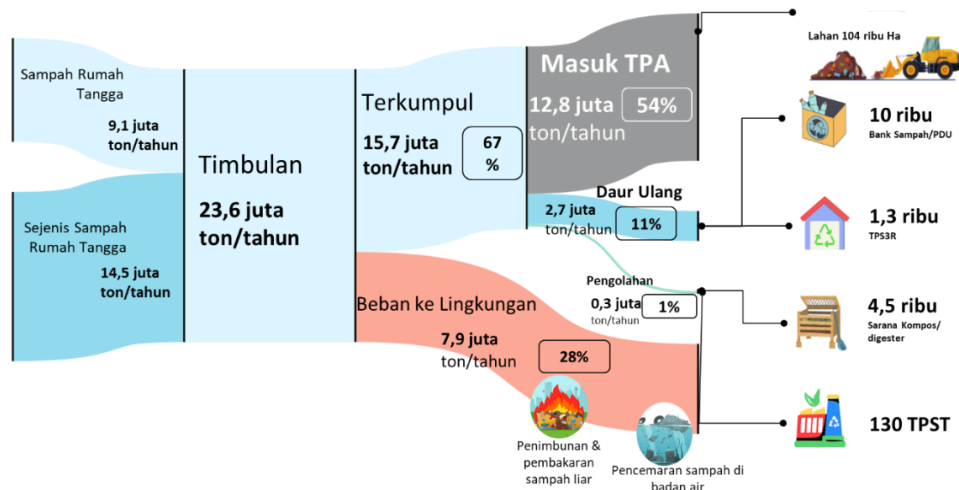 Sampah Rumah
Tangga
9,1 juta
ton/tahun
Sejenis Sampah
Rumah Tangga
14,5 juta
ton/tahun
Timbulan
23,6 juta
ton/tahun
Terkumpul
15,7 juta
ton/tahun
67
%
Beban ke Lingkungan
7,9 juta
ton/tahun
28%
Penimbunan &
pembakaran
sampah liar
Pencemaran sampah di
badan air
Masuk TPA
12,8 juta
ton/tahun
54%
Daur Ulang
2,7 juta
ton/tahun
11%
Pengolahan
0,3 juta
ton/tahun
1%
Lahan 104 ribu Ha
10 ribu
Bank Sampah/PDU
1,3 ribu
TPS3R
4,5 ribu
Sarana Kompos/
digester
130 TPST